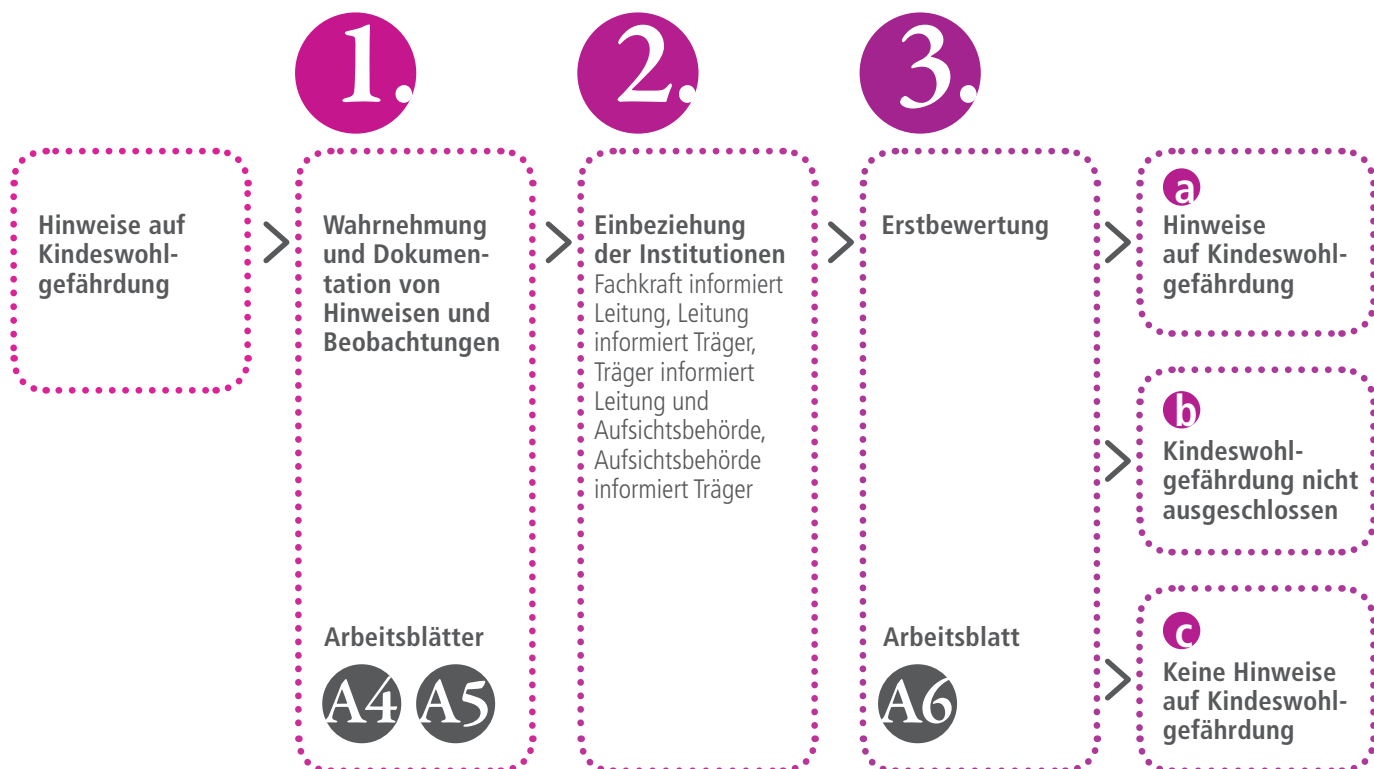 1.
2.
3.
Hinweise auf
Kindeswohl-
gefährdung
Wahrnehmung
und Dokumen-
tation von
Hinweisen und
Beobachtungen
Arbeitsblätter
A4 A5
Einbeziehung
der Institutionen
Fachkraft informiert
Leitung, Leitung
informiert Träger,
Träger informiert
Leitung und
Aufsichtsbehörde,
Aufsichtsbehörde
informiert Träger
Erstbewertung
Arbeitsblatt
A6
a
Hinweise
auf Kindeswohl-
gefährdung
b
Kindeswohl-
gefährdung nicht
ausgeschlossen
c
Keine Hinweise
auf Kindeswohl-
gefährdung